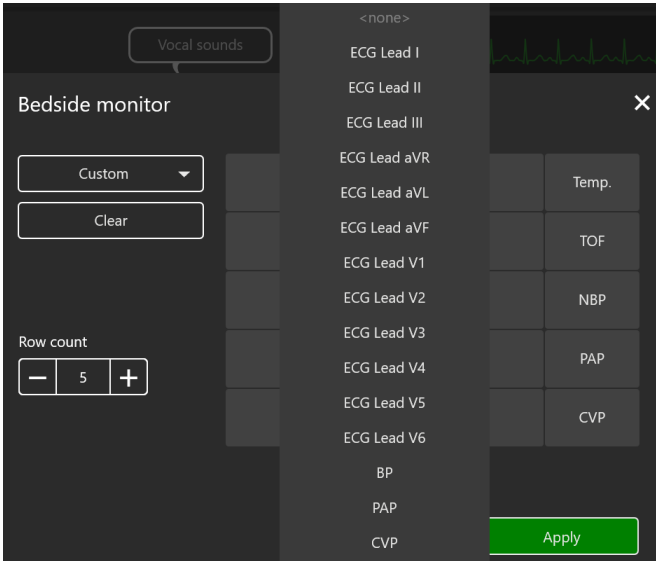 <none>
Vocal sounds
ECG Lead I
ECG Lead II
Bedside monitor
ECG Lead III
ECG Lead aVR
Custom
Temp.
ECG Lead aVL
Clear
ECG Lead aVF
TOF
ECG Lead V1
ECG Lead V2
NBP
Row count
ECG Lead V3
PAP
ECG Lead V4
5
ECG Lead V5
CVP
ECG Lead V6
BP
PAP
Apply
CVP